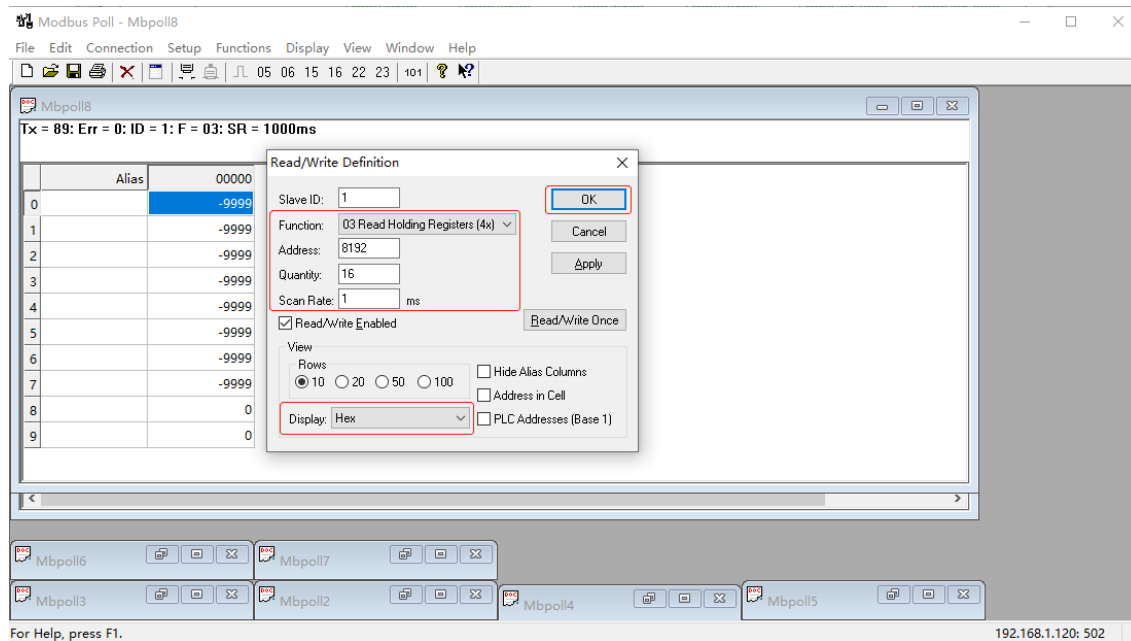 Modbus Poll - Mbpoll8
File Edit Connection Setup Functions Display View Window Help
05 06 15 16 22 23 101
Mbpoll8
Tx = 89: Err = 0: ID = 1: F = 03: SR = 1000ms
Alias 00000
0 -9999
1 -9999
2 -9999
3 -9999
4 -9999
5 -9999
6 -9999
7 -9999
8 0
9 0
Read/Write Definition
Slave ID: 1
OK
Function: 03 Read Holding Registers (4x)
Cancel
Address: 8192
Apply
Quantity: 16
Scan Rate: 1 ms
Read/Write Enabled
Read/Write Once
View
Rows
10 20 50 100
Hide Alias Columns
Address in Cell
Display: Hex
PLC Addresses (Base 1)
Mbpoll6
Mbpoll7
Mbpoll3
Mbpoll2
Mbpoll4
Mbpoll5
For Help, press F1.
192.168.1.120: 502